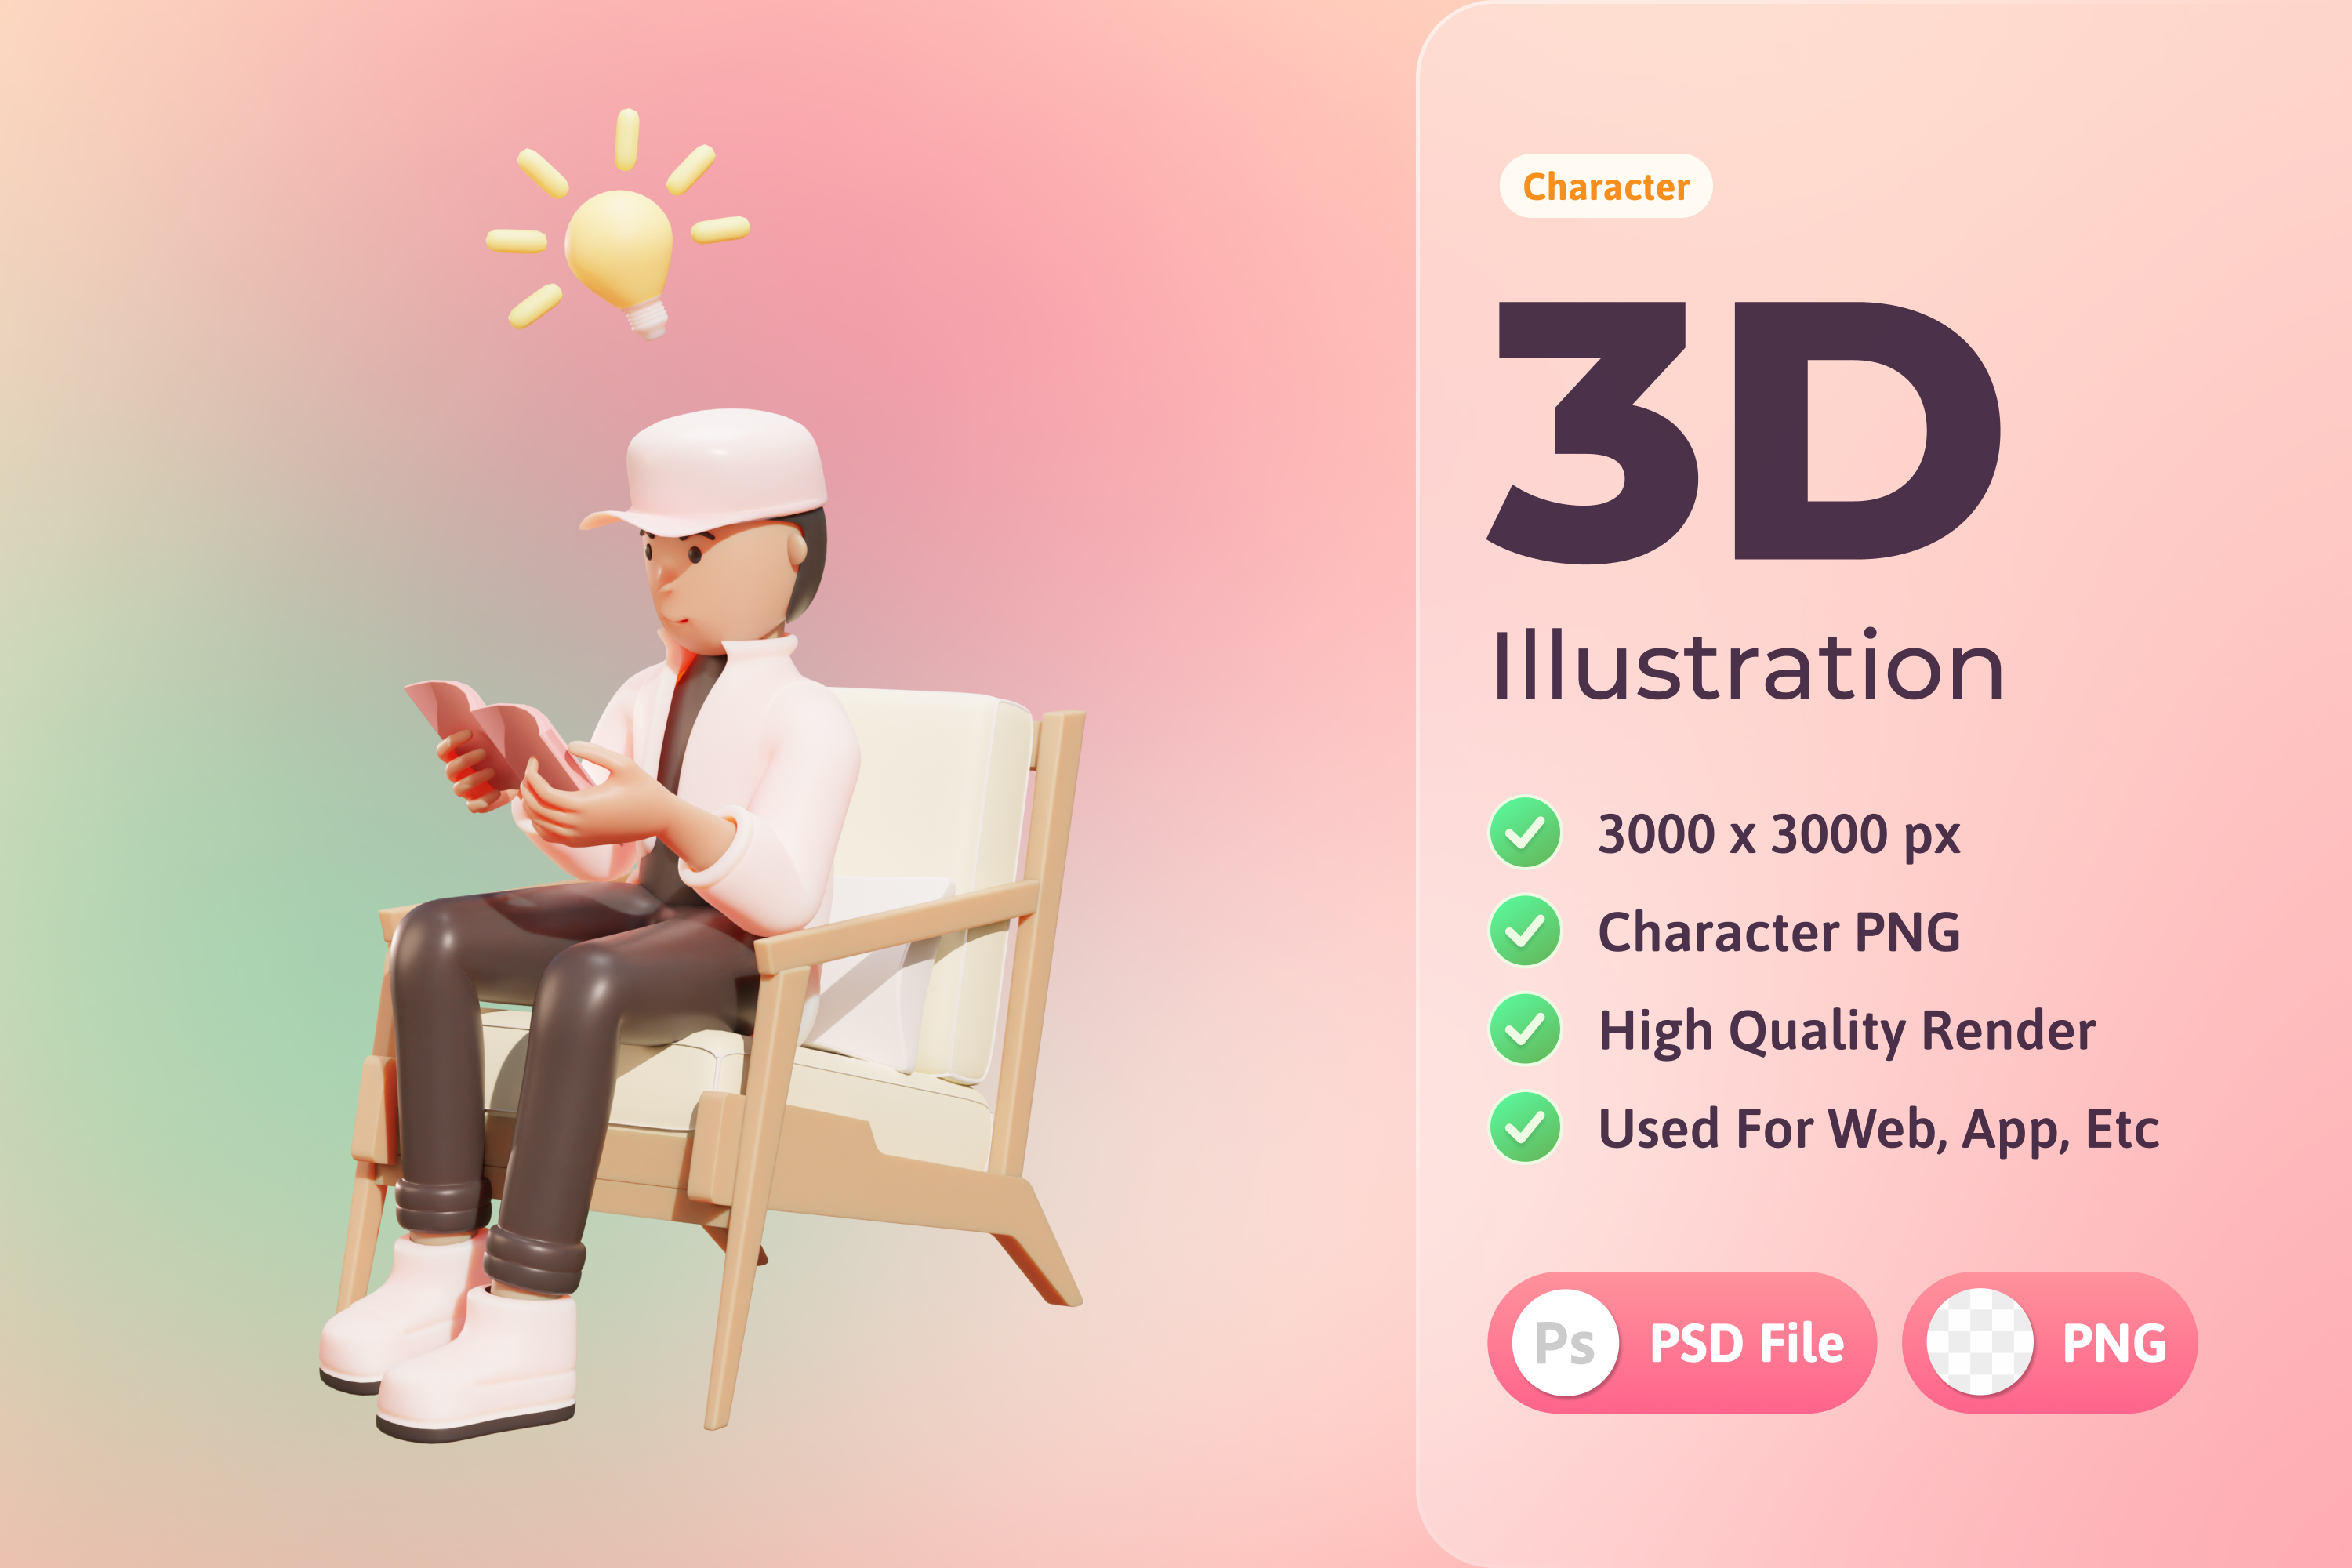 Character
3D
Illustration
3000 x 3000 px
Character PNG
High Quality Render
Used For Web, App, Etc
Ps PSD File
PNG